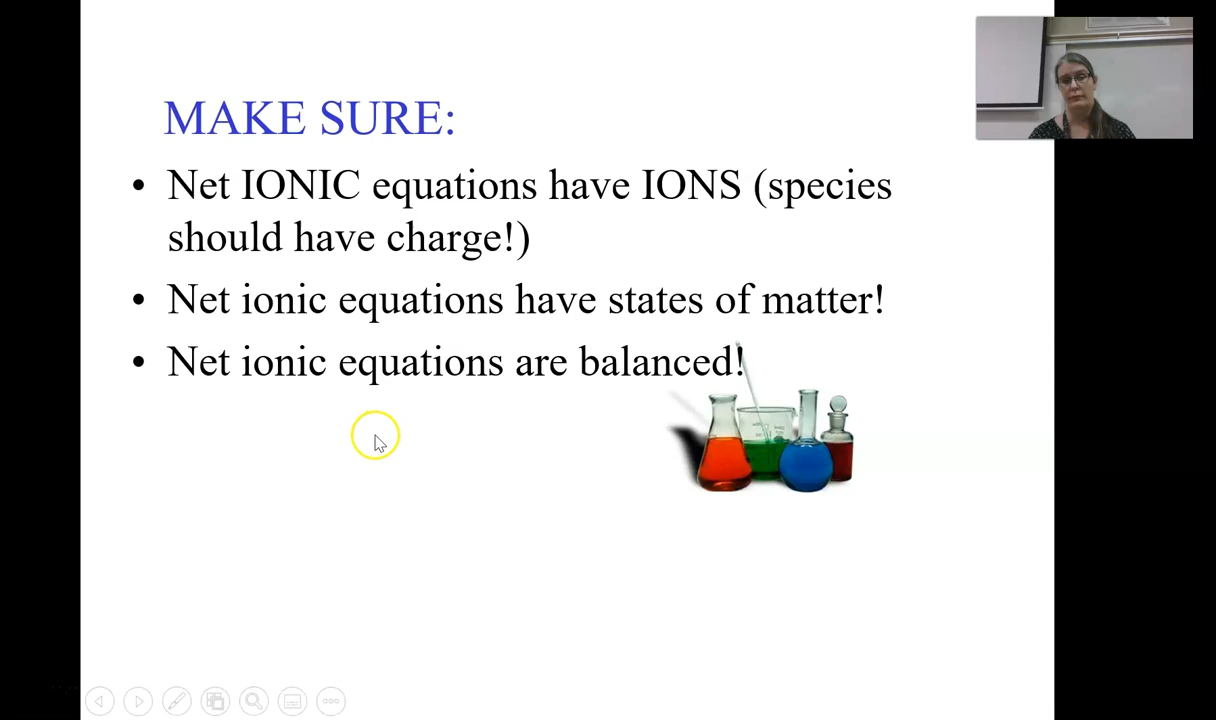 MAKE SURE:
• Net IONIC equations have IONS (species
should have charge!)
• Net ionic equations have states of matter!
• Net ionic equations are balanced!